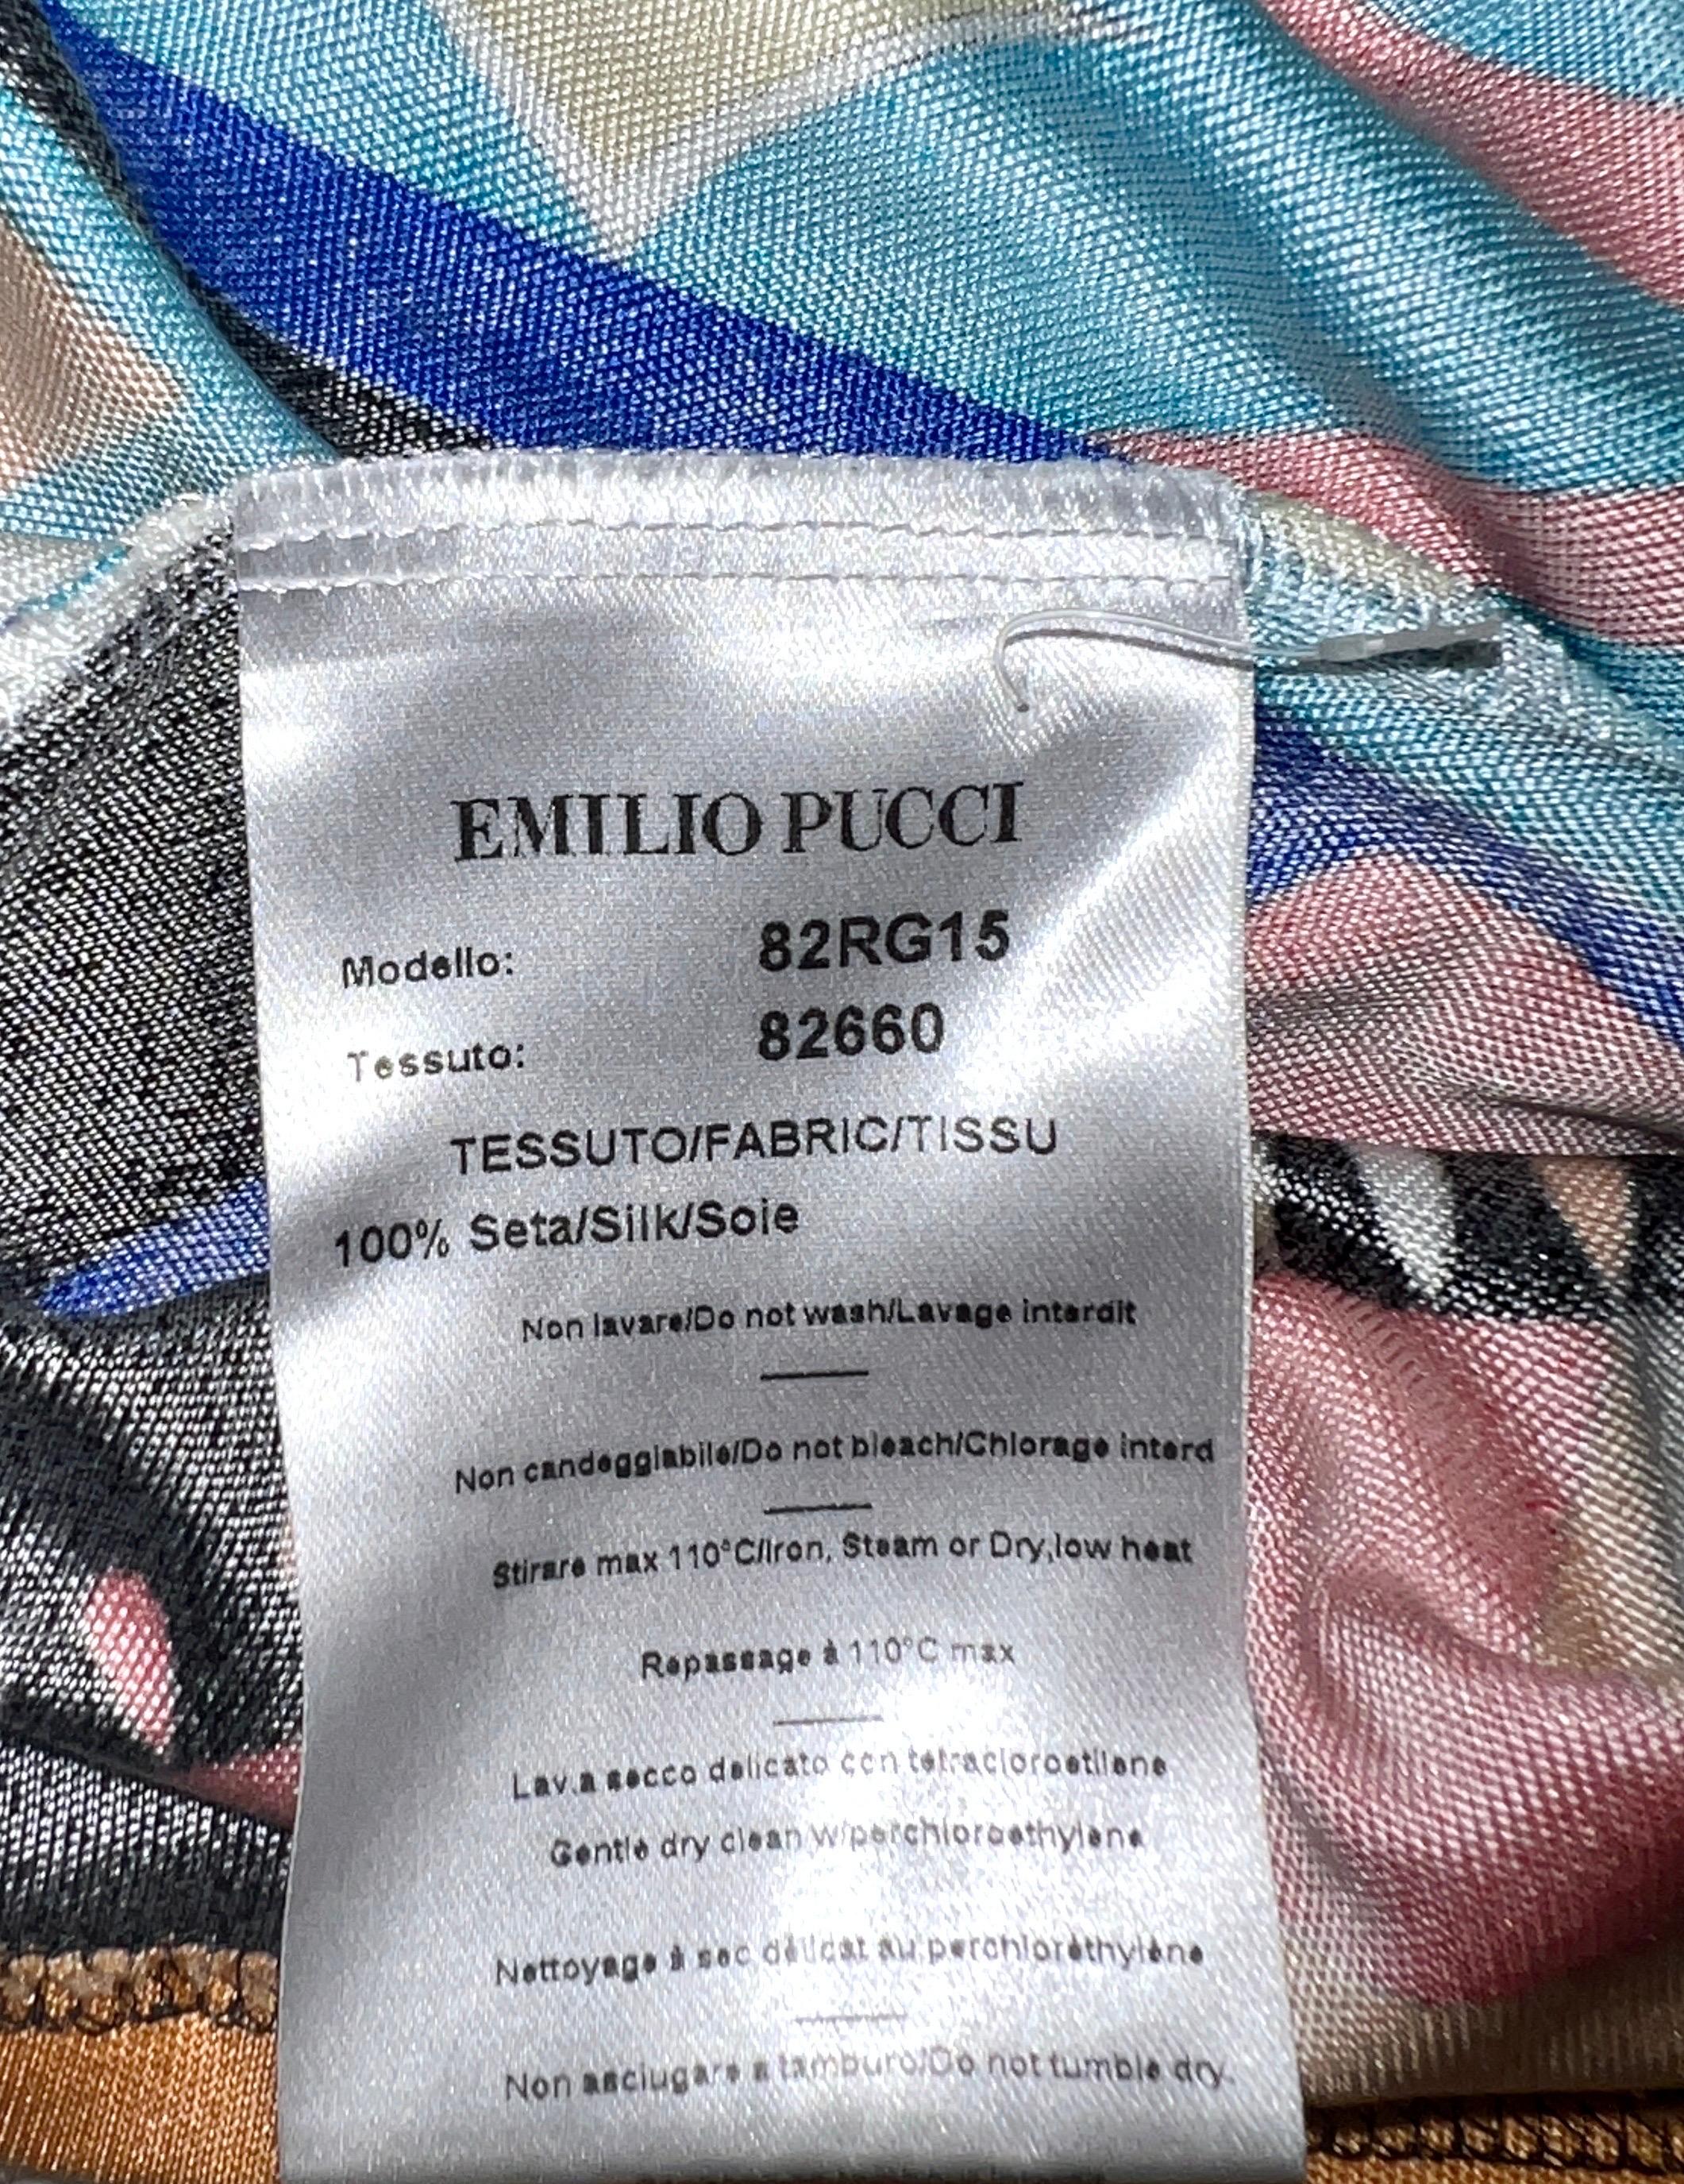 EMILIO PUCCI
Modello: 82RG15
Tessuto: 82660
TESSUTO/FABRIC/TISSU
100% Seta/Silk/Soie
Non lavare/Do not wash/Lavage interdit
Non candeggiabile/Do not bleach/Chlorage interd
Stirare max 110°C/Iron, Steam or Dry,low heat
Repassage à 110°C max
Lav.a secco delicato con tetracloroetilene
Gentle dry clean w/perchloroethylene
Nettoyage à sec délicat au perchloréthylène
Non asciugare a tamburo/Do not tumble dry.